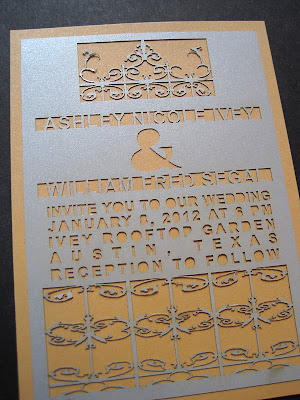 ASHLEY NICOLE IVEY
&
WILLIAM FRED SEGAL
INVITE YOU TO OUR WEDDING
JANUARY 8, 2012 AT 6 PM
IVEY ROOFTOP GARDEN
AUSTIN, TEXAS
RECEPTION TO FOLLOW